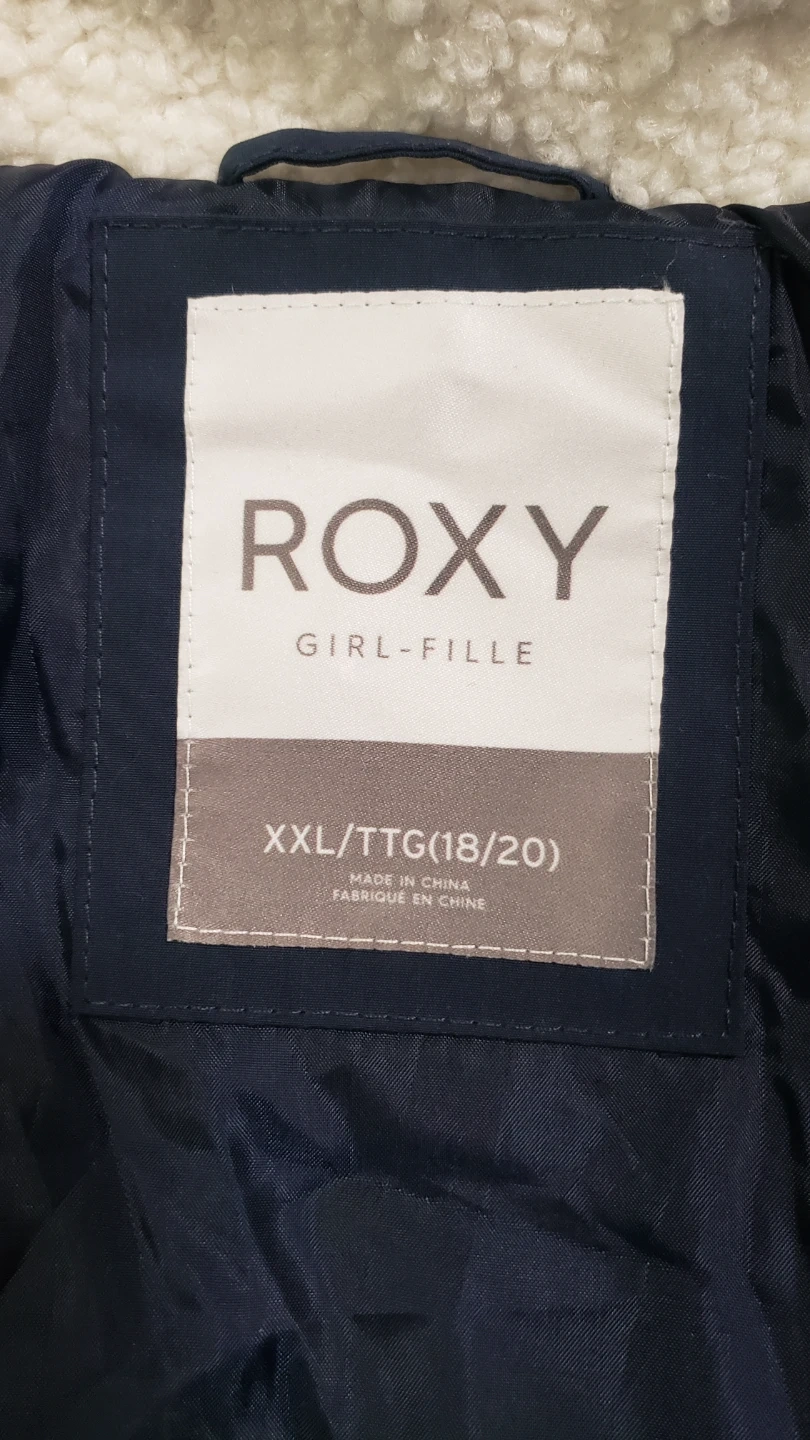 ROXY
GIRL-FILLE
XXL/TTG(18/20)
MADE IN CHINA
FABRIQUÉ EN CHINE